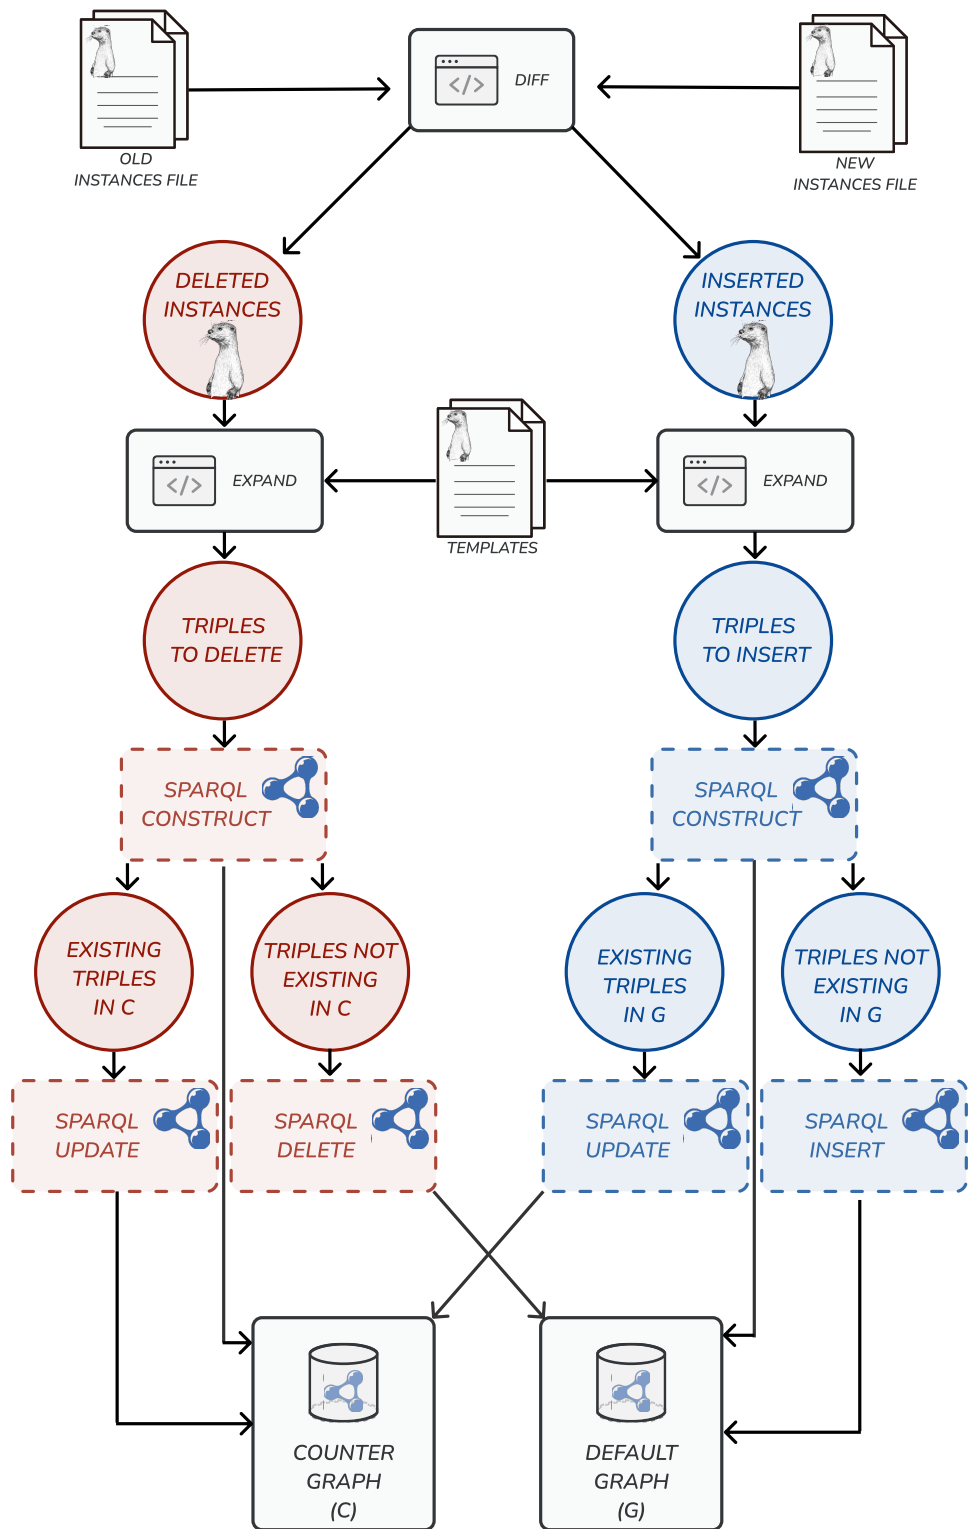 DIFF
</>
OLD
INSTANCES FILE
NEW
INSTANCES FILE
DELETED
INSTANCES
INSERTED
INSTANCES
</>
EXPAND
</>
EXPAND
TEMPLATES
TRIPLES
TO DELETE
TRIPLES
TO INSERT
SPARQL
CONSTRUCT
SPARQL
CONSTRUCT
EXISTING
TRIPLES
IN C
TRIPLES NOT
EXISTING
IN C
EXISTING
TRIPLES
IN G
TRIPLES NOT
EXISTING
IN G
SPARQL
UPDATE
SPARQL
DELETE
SPARQL
UPDATE
SPARQL
INSERT
COUNTER
GRAPH
(C)
DEFAULT
GRAPH
(G)